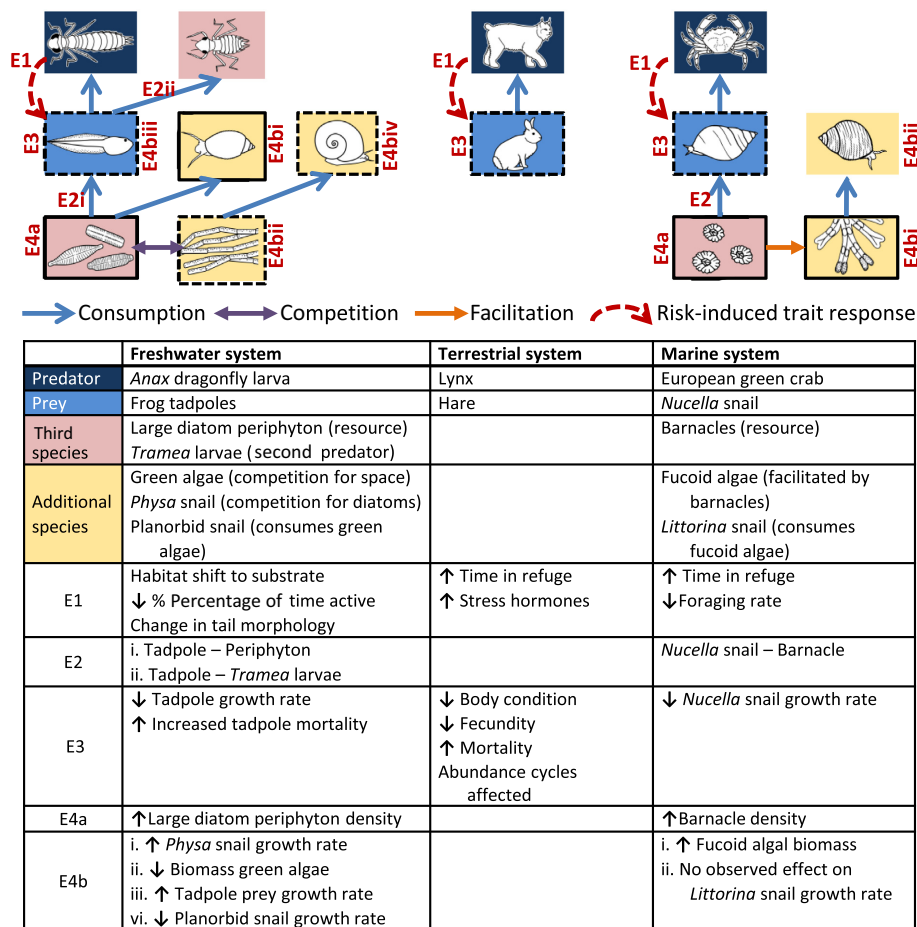 E1
E2ii
E3
E4biii
E4bi
E4biv
E2i
E4a
E4bii
E1
E3
E1
E3
E4bii
E2
E4a
E4bi
Consumption
Competition
Facilitation
Risk-induced trait response
Freshwater system
Terrestrial system
Marine system
Predator
Anax dragonfly larva
Lynx
European green crab
Prey
Frog tadpoles
Hare
Nucella snail
Third
species
Large diatom periphyton (resource)
Tramea larvae (second predator)
Barnacles (resource)
Additional
species
Green algae (competition for space)
Physa snail (competition for diatoms)
Planorbid snail (consumes green
algae)
Fucoid algae (facilitated by
barnacles)
Littorina snail (consumes
fucoid algae)
E1
Habitat shift to substrate
↓ % Percentage of time active
Change in tail morphology
↑ Time in refuge
↑ Stress hormones
↑ Time in refuge
↓Foraging rate
E2
i. Tadpole – Periphyton
ii. Tadpole – Tramea larvae
Nucella snail – Barnacle
E3
↓ Tadpole growth rate
↑ Increased tadpole mortality
↓ Body condition
↓ Fecundity
↑ Mortality
Abundance cycles
affected
↓ Nucella snail growth rate
E4a
↑Large diatom periphyton density
↑Barnacle density
E4b
i. ↑ Physa snail growth rate
ii. ↓ Biomass green algae
iii. ↑ Tadpole prey growth rate
vi. ↓ Planorbid snail growth rate
i. ↑ Fucoid algal biomass
ii. No observed effect on
Littorina snail growth rate